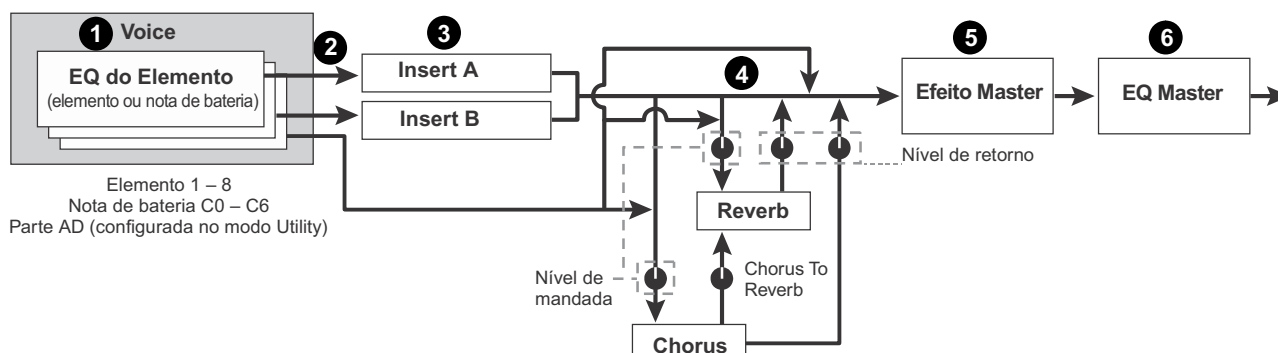 1
Voice
2
3
4
5
6
EQ do Elemento
(elemento ou nota de bateria)
Insert A
Insert B
Efeito Master
EQ Master
Nível de retorno
Elemento 1 – 8
Nota de bateria C0 – C6
Parte AD (configurada no modo Utility)
Reverb
Nível de
mandada
Chorus To
Reverb
Chorus